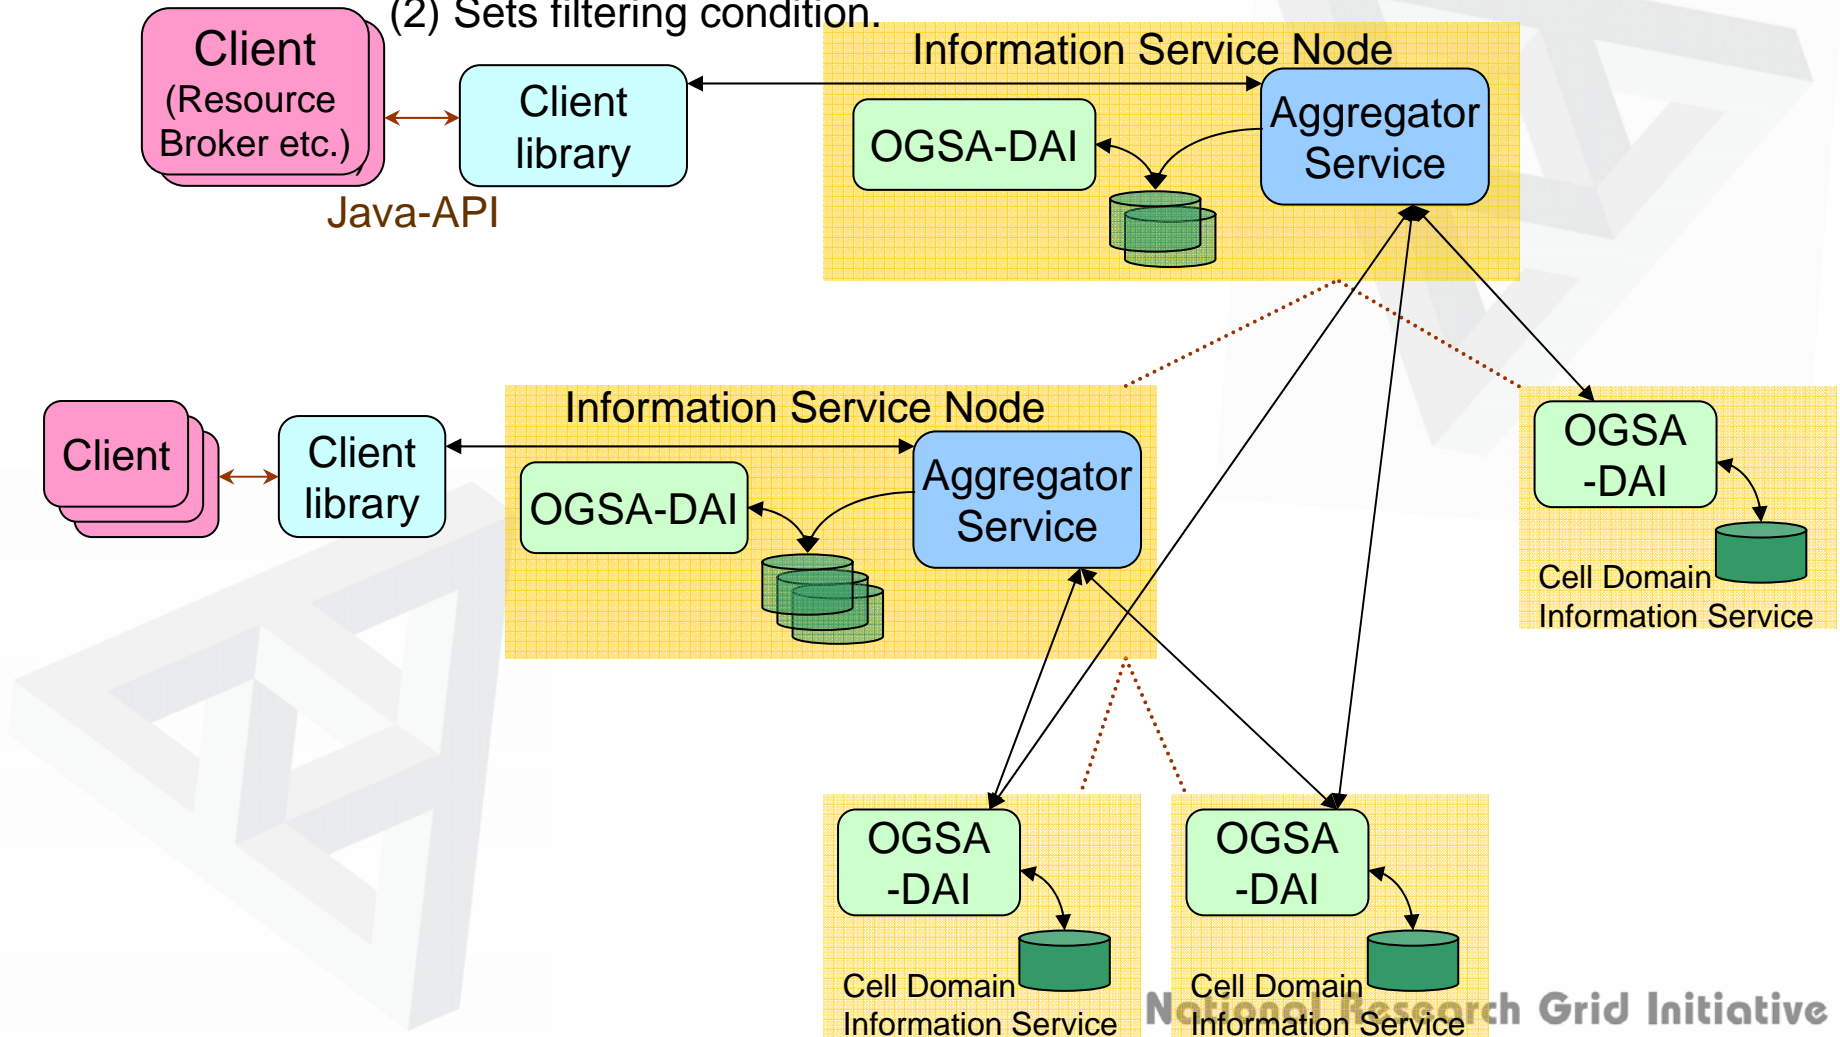 (2) Sets filtering condition.
Client
(Resource
Broker etc.)
Client
library
Java-API
Information Service Node
OGSA-DAI
Aggregator
Service
Client
Client
library
Information Service Node
OGSA-DAI
Aggregator
Service
OGSA
-DAI
Cell Domain
Information Service
OGSA
-DAI
Cell Domain
Information Service
OGSA
-DAI
Cell Domain
Information Service
National Research Grid Initiative